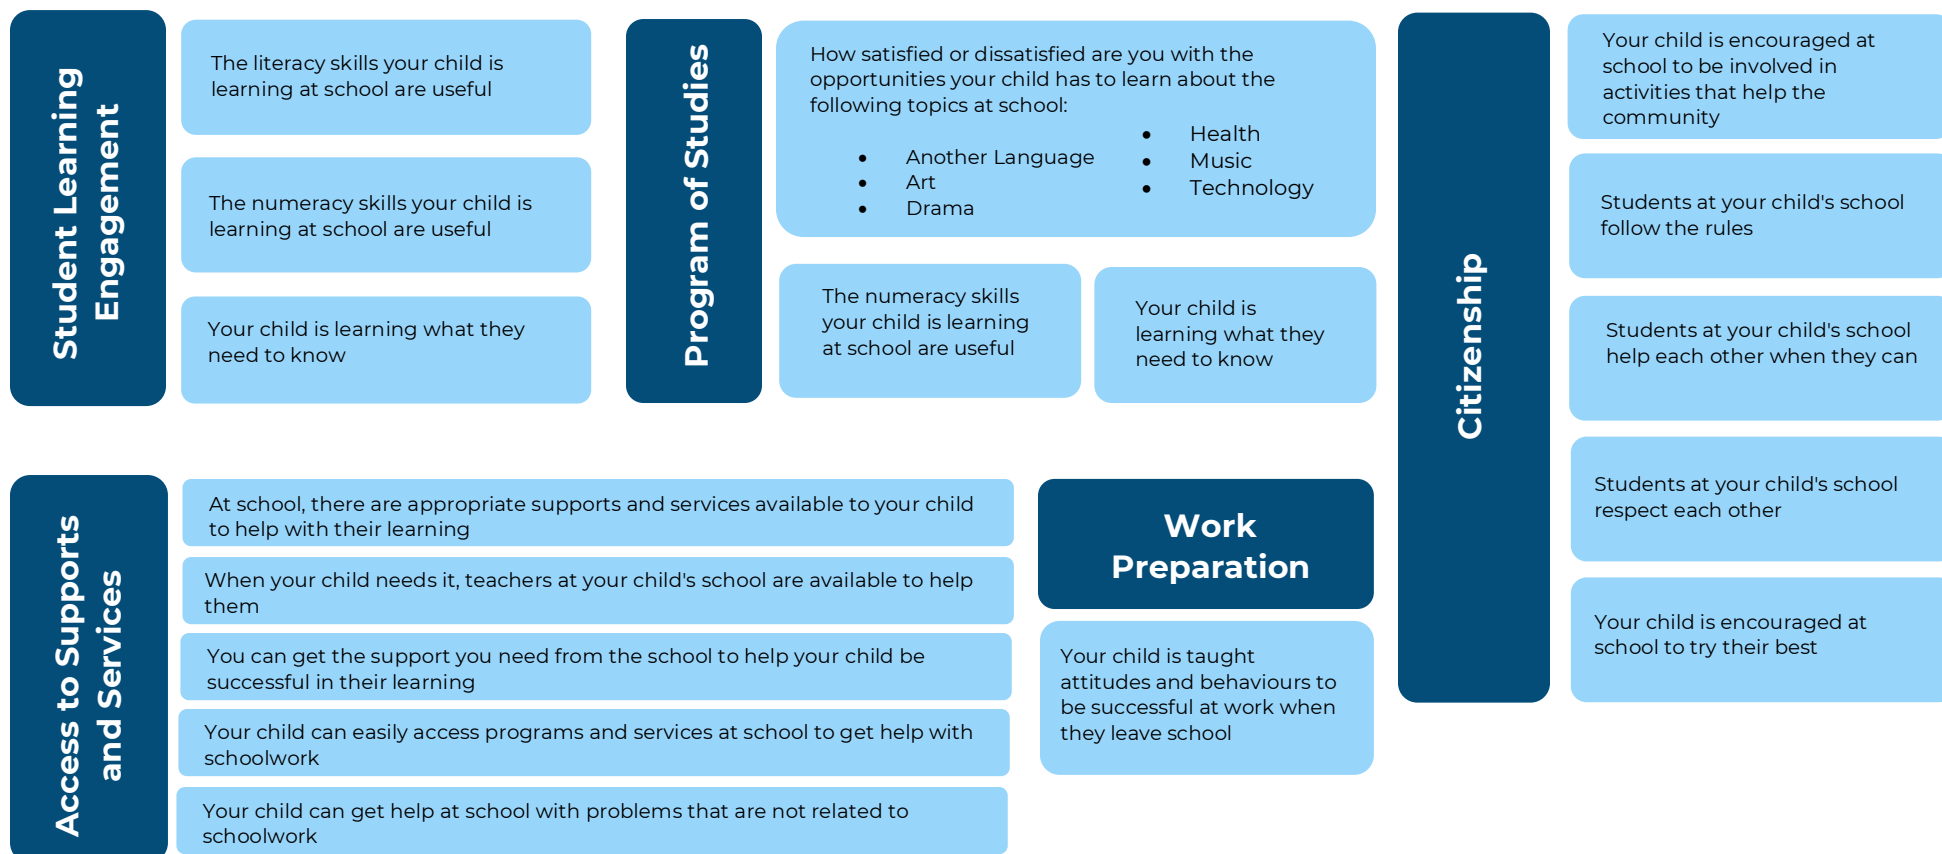 Student Learning
Engagement
The literacy skills your child is
learning at school are useful
The numeracy skills your child is
learning at school are useful
Your child is learning what they
need to know
Program of Studies
How satisfied or dissatisfied are you with the
opportunities your child has to learn about the
following topics at school:
• Another Language
• Art
• Drama
• Health
• Music
• Technology
The numeracy skills
your child is learning
at school are useful
Your child is
learning what they
need to know
Citizenship
Your child is encouraged at
school to be involved in
activities that help the
community
Students at your child's school
follow the rules
Students at your child's school
help each other when they can
Students at your child's school
respect each other
Your child is encouraged at
school to try their best
Access to Supports
and Services
At school, there are appropriate supports and services available to your child
to help with their learning
When your child needs it, teachers at your child's school are available to help
them
You can get the support you need from the school to help your child be
successful in their learning
Your child can easily access programs and services at school to get help with
schoolwork
Your child can get help at school with problems that are not related to
schoolwork
Work
Preparation
Your child is taught
attitudes and behaviours to
be successful at work when
they leave school